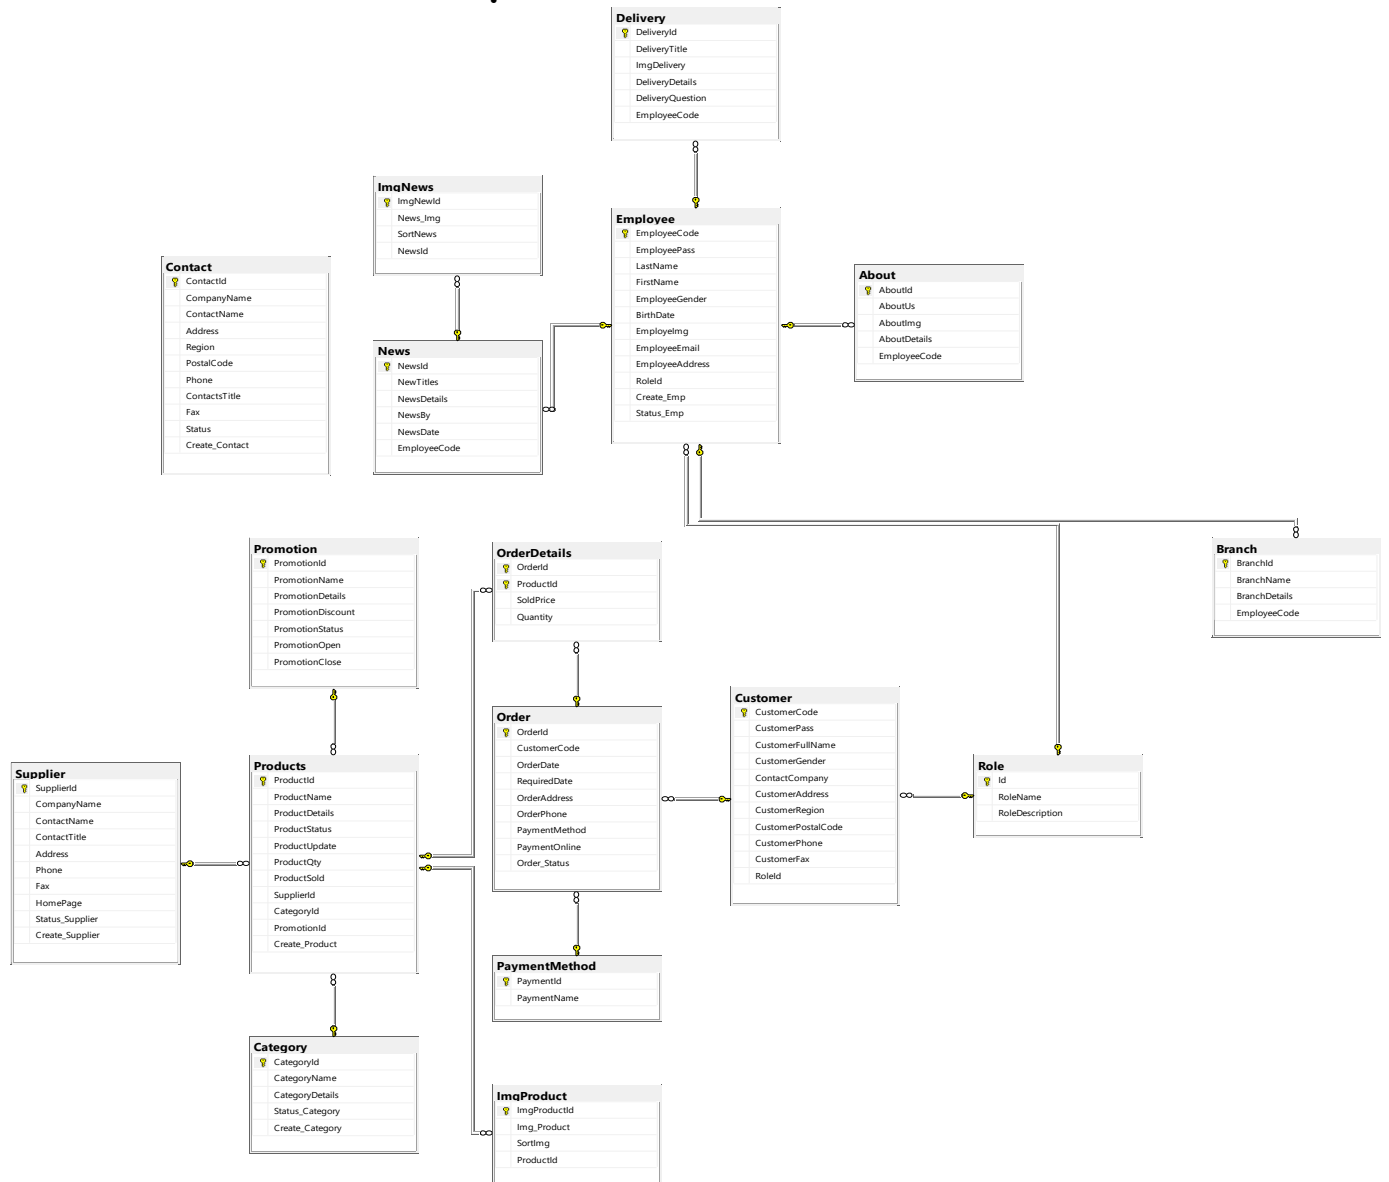 Delivery
DeliveryId
DeliveryTitle
ImgDelivery
DeliveryDetails
DeliveryQuestion
EmployeeCode
ImgNews
ImgNewId
News_Img
SortNews
NewsId
Employee
EmployeeCode
EmployeePass
LastName
FirstName
EmployeeGender
BirthDate
EmployeImg
EmployeeEmail
EmployeeAddress
RoleId
Create_Emp
Status_Emp
Contact
ContactId
CompanyName
ContactName
Address
Region
PostalCode
Phone
ContactsTitle
Fax
Status
Create_Contact
About
AboutId
AboutUs
AboutImg
AboutDetails
EmployeeCode
News
NewsId
NewTitles
NewsDetails
NewsBy
NewsDate
EmployeeCode
Promotion
PromotionId
PromotionName
PromotionDetails
PromotionDiscount
PromotionStatus
PromotionOpen
PromotionClose
OrderDetails
OrderId
ProductId
SoldPrice
Quantity
Branch
BranchId
BranchName
BranchDetails
EmployeeCode
Customer
CustomerCode
CustomerPass
CustomerFullName
CustomerGender
ContactCompany
CustomerAddress
CustomerRegion
CustomerPostalCode
CustomerPhone
CustomerFax
RoleId
Order
OrderId
CustomerCode
OrderDate
RequiredDate
OrderAddress
OrderPhone
PaymentMethod
PaymentOnline
Order_Status
Role
Id
RoleName
RoleDescription
Products
ProductId
ProductName
ProductDetails
ProductStatus
ProductUpdate
ProductQty
ProductSold
SupplierId
CategoryId
PromotionId
Create_Product
Supplier
SupplierId
CompanyName
ContactName
ContactTitle
Address
Phone
Fax
HomePage
Status_Supplier
Create_Supplier
PaymentMethod
PaymentId
PaymentName
Category
CategoryId
CategoryName
CategoryDetails
Status_Category
Create_Category
ImgProduct
ImgProductId
Img_Product
SortImg
ProductId